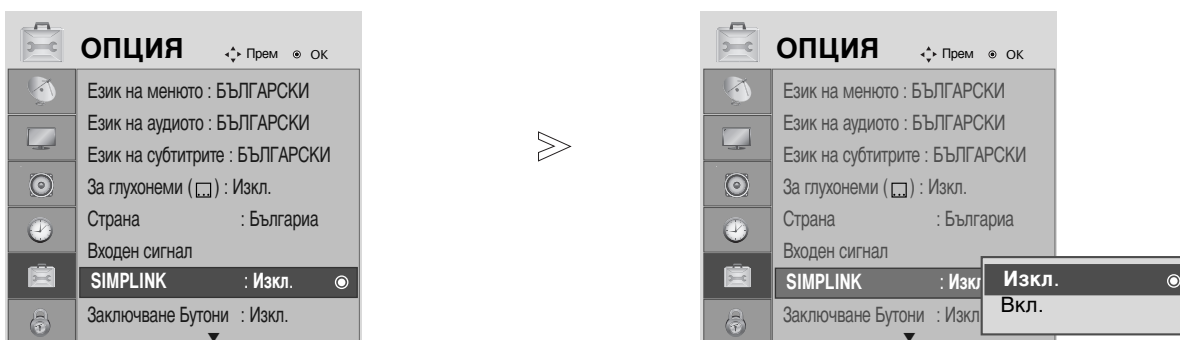 ОПЦИЯ Прем ОК
Език на менюто : БЪЛГАРСКИ
Език на аудиото : БЪЛГАРСКИ
Език на субтитрите : БЪЛГАРСКИ
За глухонеми ( ) : Изкл.
Страна : Българиа
Входен сигнал
SIMPLINK : Изкл.
Заключване Бутони : Изкл.
ОПЦИЯ Прем ОК
Език на менюто : БЪЛГАРСКИ
Език на аудиото : БЪЛГАРСКИ
Език на субтитрите : БЪЛГАРСКИ
За глухонеми ( ) : Изкл.
Страна : Българиа
Входен сигнал
SIMPLINK : Изкл
Заключване Бутони : Изкл
Изкл.
Вкл.